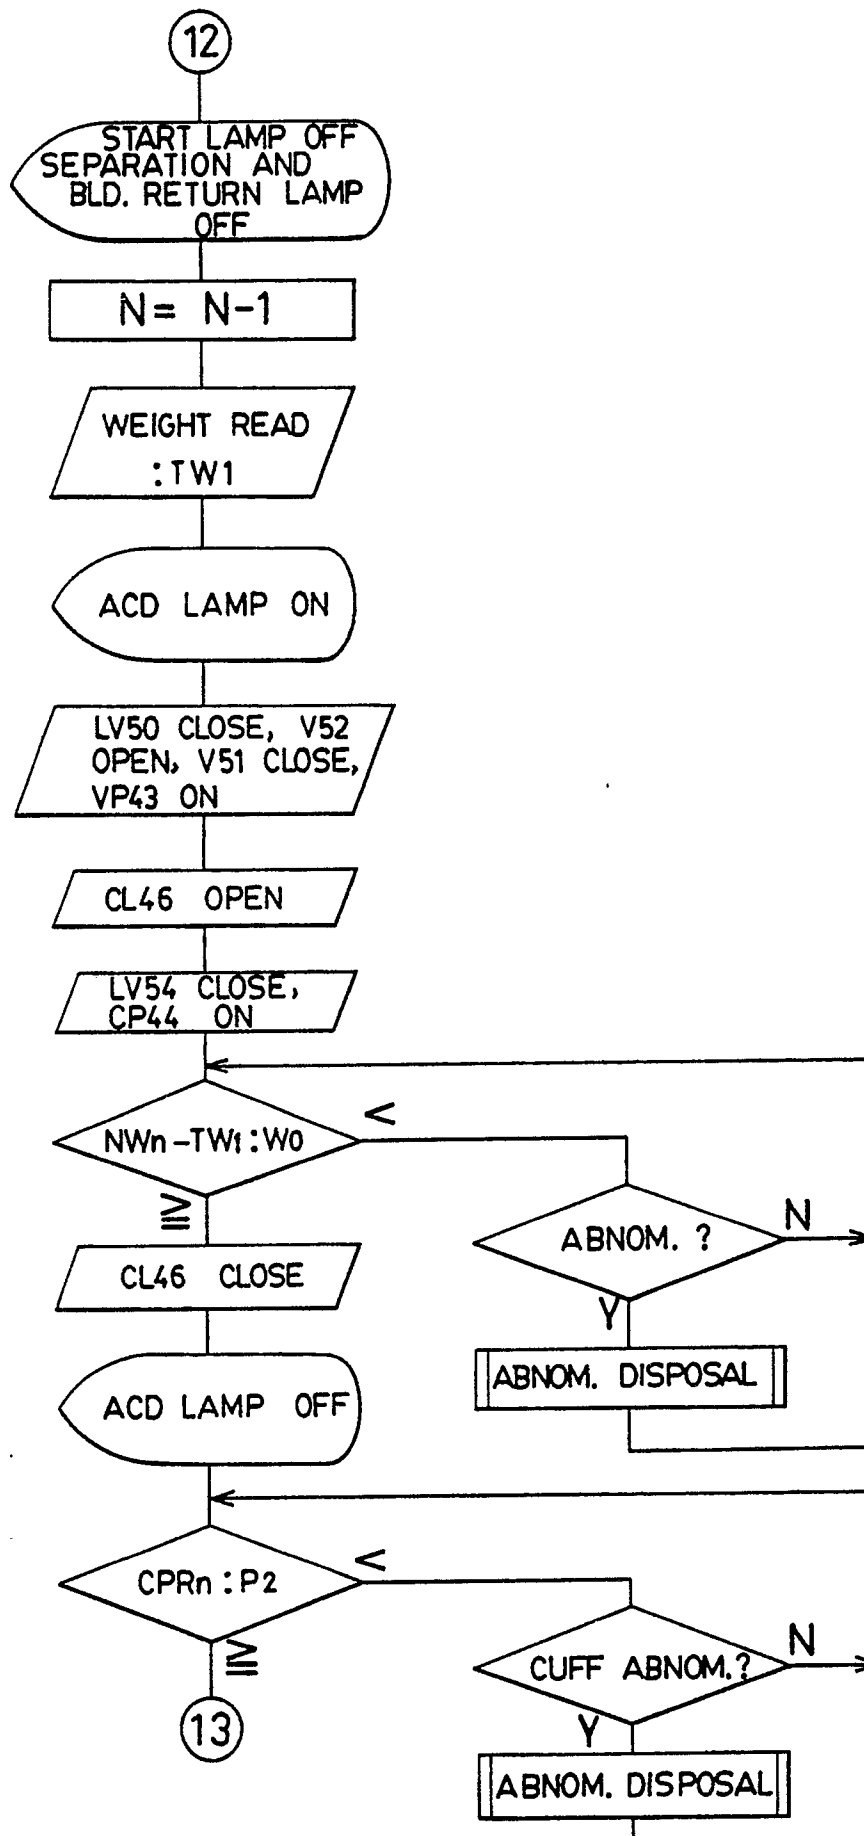 12
START LAMP OFF
SEPARATION AND
BLD. RETURN LAMP
OFF
N= N-1
WEIGHT READ
:TW1
ACD LAMP ON
LV50 CLOSE, V52
OPEN, V51 CLOSE,
VP43 ON
CL46 OPEN
LV54 CLOSE,
CP44 ON
NWn-TW1:W0
<
≧
ABNOM. ?
N
Y
CL46 CLOSE
ABNOM. DISPOSAL
ACD LAMP OFF
CPRn:P2
<
≧
CUFF ABNOM.?
N
Y
13
ABNOM. DISPOSAL